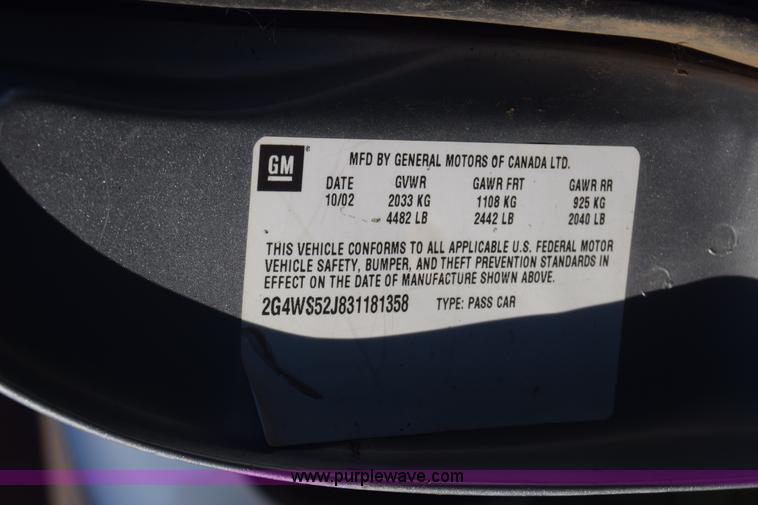 GM
MFD BY GENERAL MOTORS OF CANADA LTD.
DATE GVWR GAWR FRT GAWR RR
10/02 2033 KG 1108 KG 925 KG
4482 LB 2442 LB 2040 LB
THIS VEHICLE CONFORMS TO ALL APPLICABLE U.S. FEDERAL MOTOR
VEHICLE SAFETY, BUMPER, AND THEFT PREVENTION STANDARDS IN
EFFECT ON THE DATE OF MANUFACTURE SHOWN ABOVE.
2G4WS52J831181358 TYPE: PASS CAR
www.purplewave.com